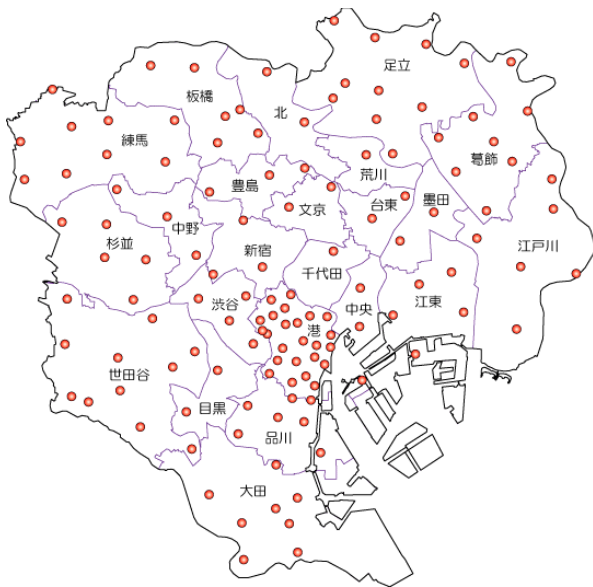 足立
板橋
北
練馬
葛飾
荒川
豊島
文京
台東
墨田
中野
杉並
新宿
江戸川
千代田
渋谷
中央
江東
港
世田谷
目黒
品川
大田